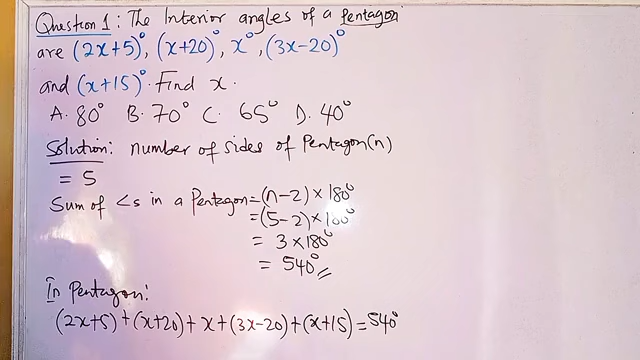 Question 1: The Interior angles of a pentagon
are (2x+5)°, (x+20)°, x°, (3x-20)°
and (x+15)°. Find x.
A. 80° B. 70° C. 65° D. 40°
Solution: number of sides of Pentagon(n)
= 5
Sum of <s in a Pentagon=(n-2)×180°
=(5-2)×180°
= 3×180°
= 540°
In Pentagon:
(2x+5)+(x+20)+x+(3x-20)+(x+15)=540°